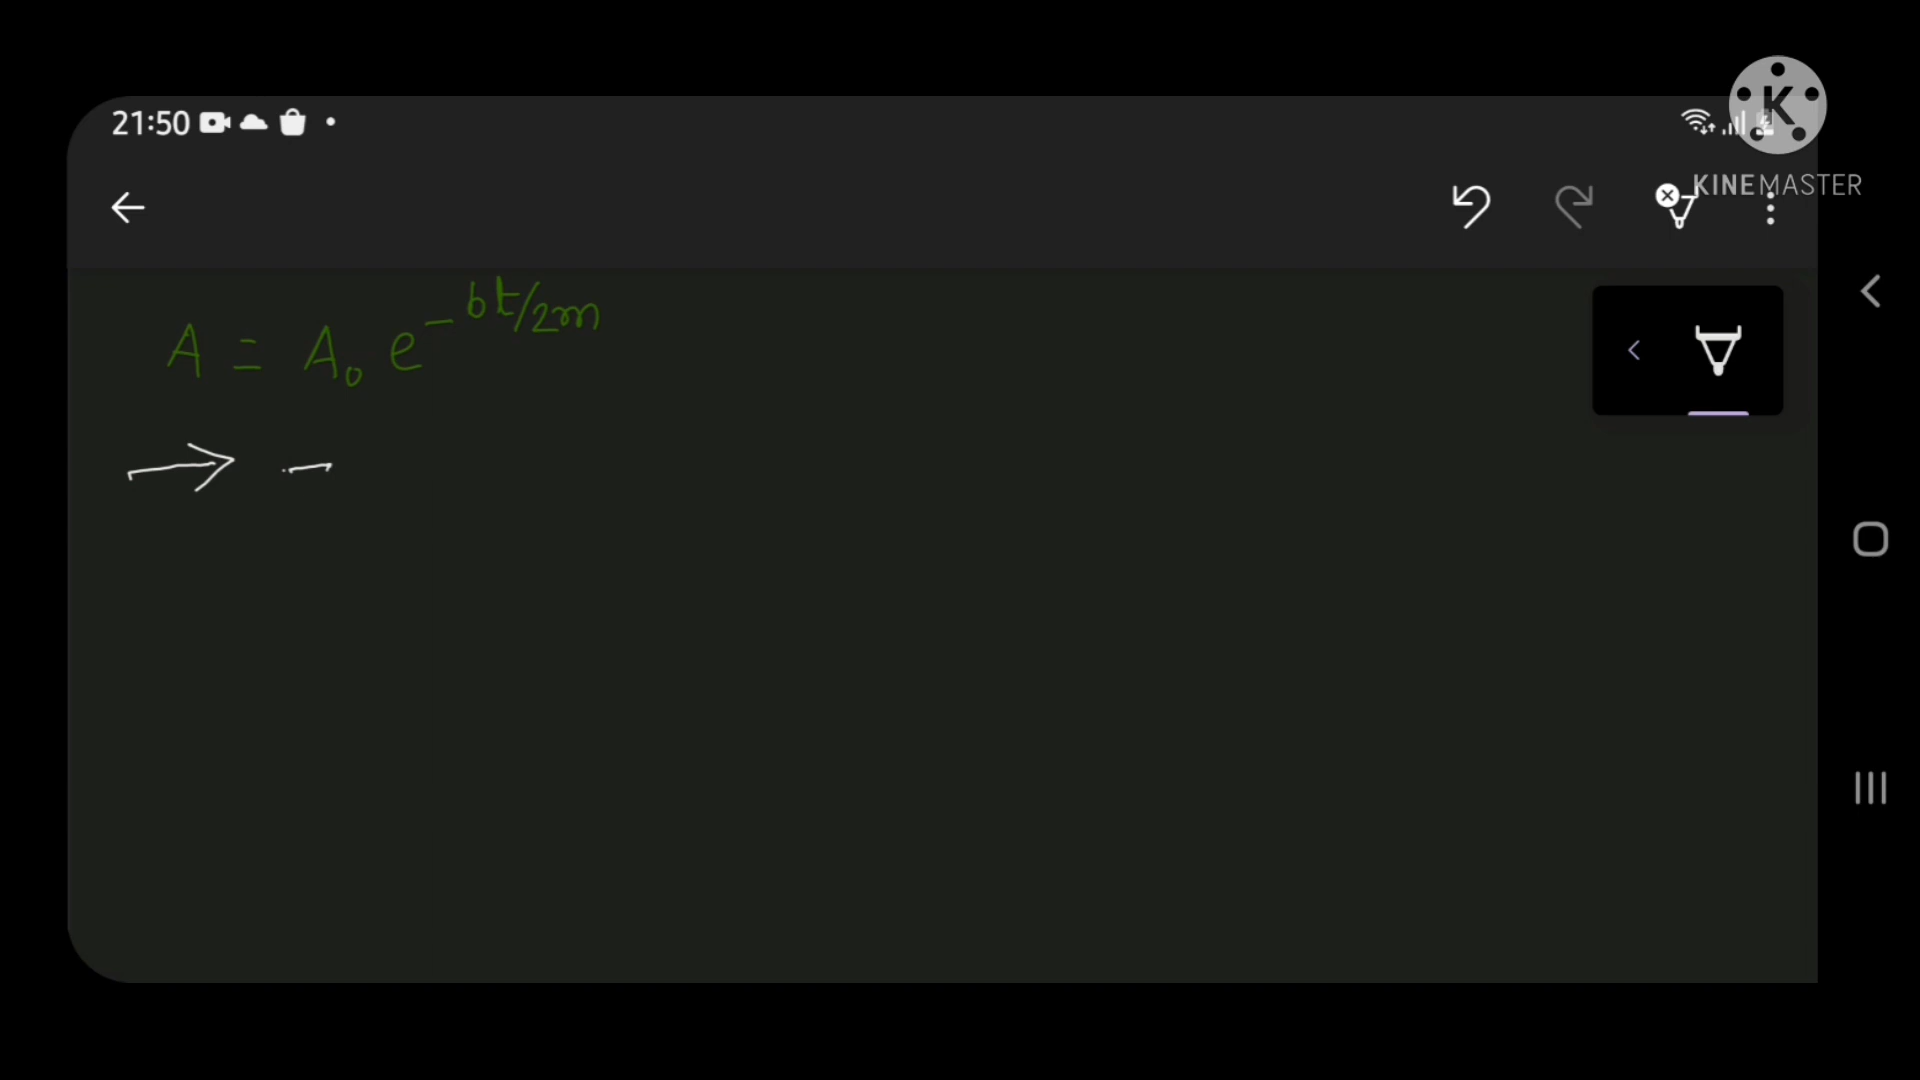 21:50
KINEMASTER
A = A₀ e^{-bt/2m}
→ -